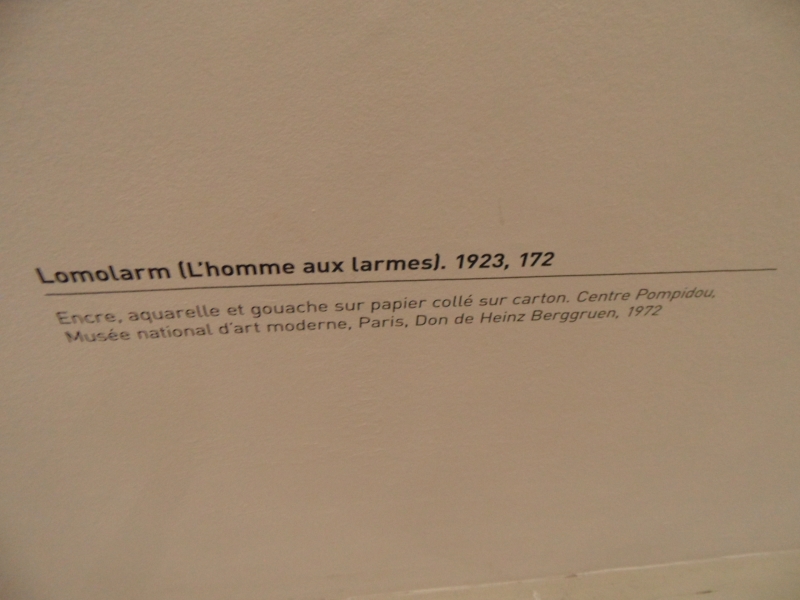 Lomolarm (L'homme aux larmes). 1923, 172
Encre, aquarelle et gouache sur papier collé sur carton. Centre Pompidou,
Musée national d'art moderne, Paris, Don de Heinz Berggruen, 1972